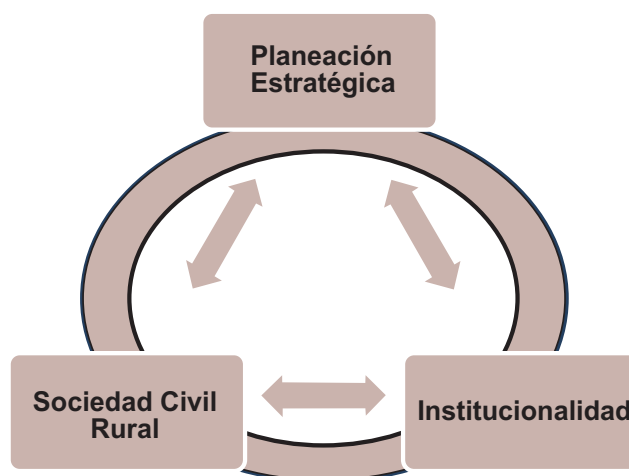 Planeación
Estratégica
Sociedad Civil
Rural
Institucionalidad